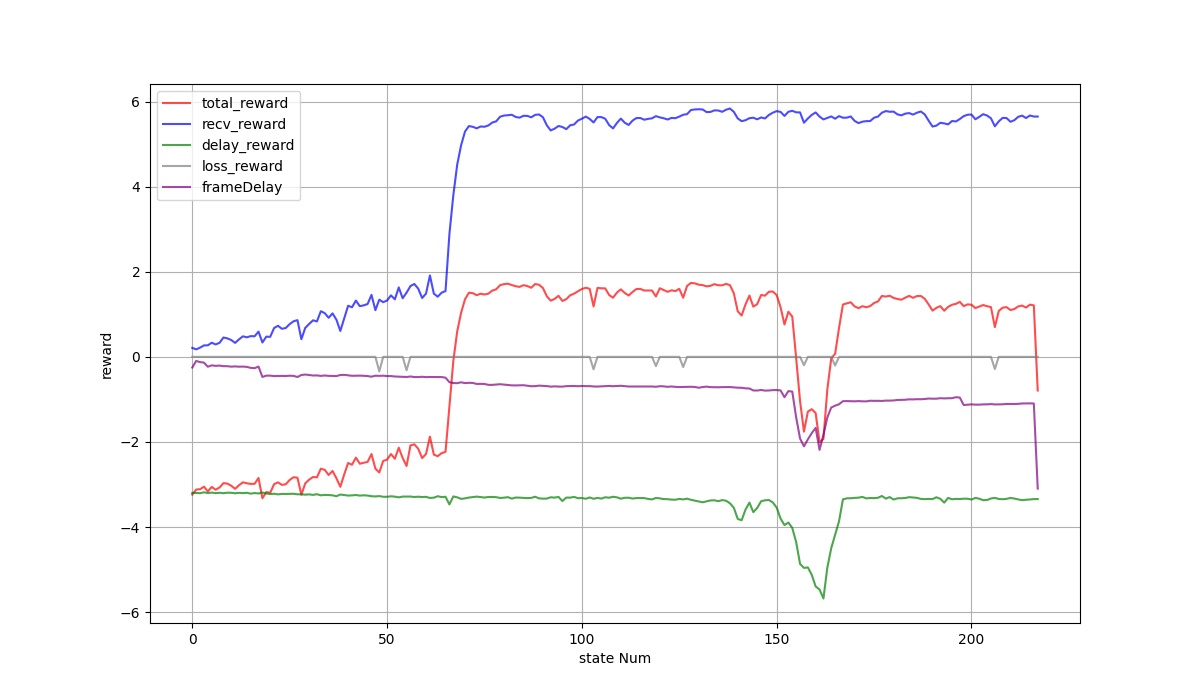 total_reward
recv_reward
delay_reward
loss_reward
frameDelay
6
4
2
0
−2
−4
−6
reward
0 50 100 150 200
state Num